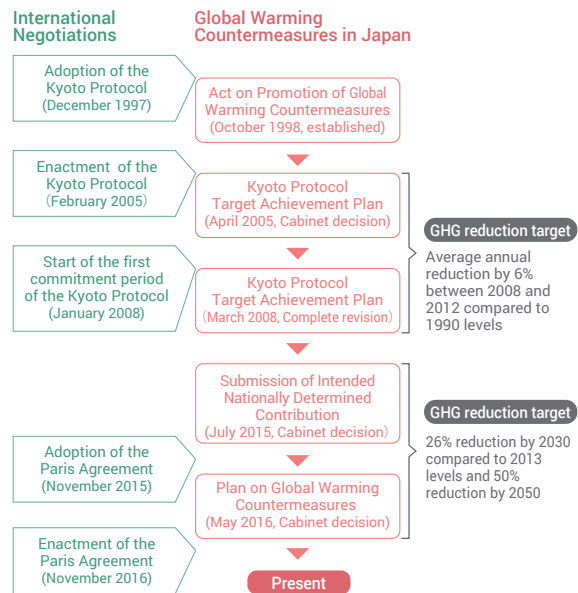 International
Negotiations
Global Warming
Countermeasures in Japan
Adoption of the
Kyoto Protocol
(December 1997)
Act on Promotion of Global
Warming Countermeasures
(October 1998, established)
Enactment of the
Kyoto Protocol
(February 2005)
Kyoto Protocol
Target Achievement Plan
(April 2005, Cabinet decision)
Start of the first
commitment period
of the Kyoto Protocol
(January 2008)
Kyoto Protocol
Target Achievement Plan
(March 2008, Complete revision)
GHG reduction target
Average annual
reduction by 6%
between 2008 and
2012 compared to
1990 levels
Submission of Intended
Nationally Determined
Contribution
(July 2015, Cabinet decision)
Adoption of the
Paris Agreement
(November 2015)
Plan on Global Warming
Countermeasures
(May 2016, Cabinet decision)
GHG reduction target
26% reduction by 2030
compared to 2013
levels and 50%
reduction by 2050
Enactment of the
Paris Agreement
(November 2016)
Present